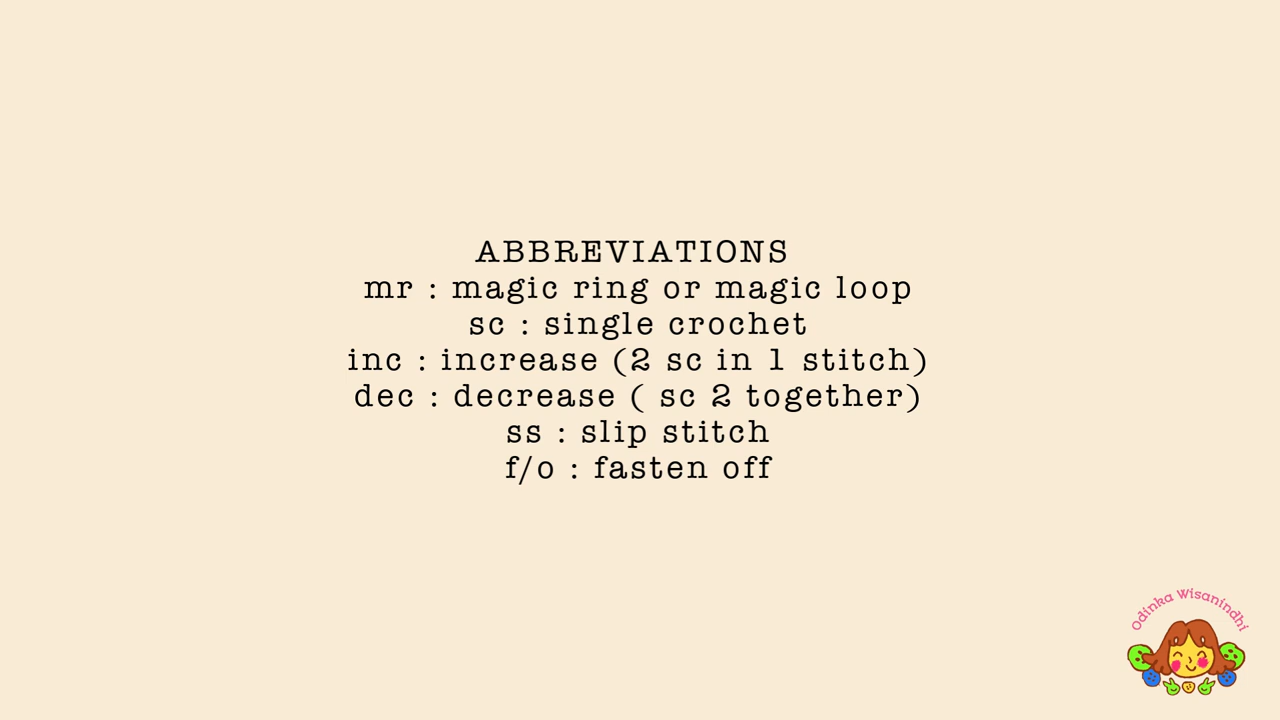 ABBREVIATIONS
mr : magic ring or magic loop
sc : single crochet
inc : increase (2 sc in 1 stitch)
dec : decrease ( sc 2 together)
ss : slip stitch
f/o : fasten off
Odinka Wisanindhi